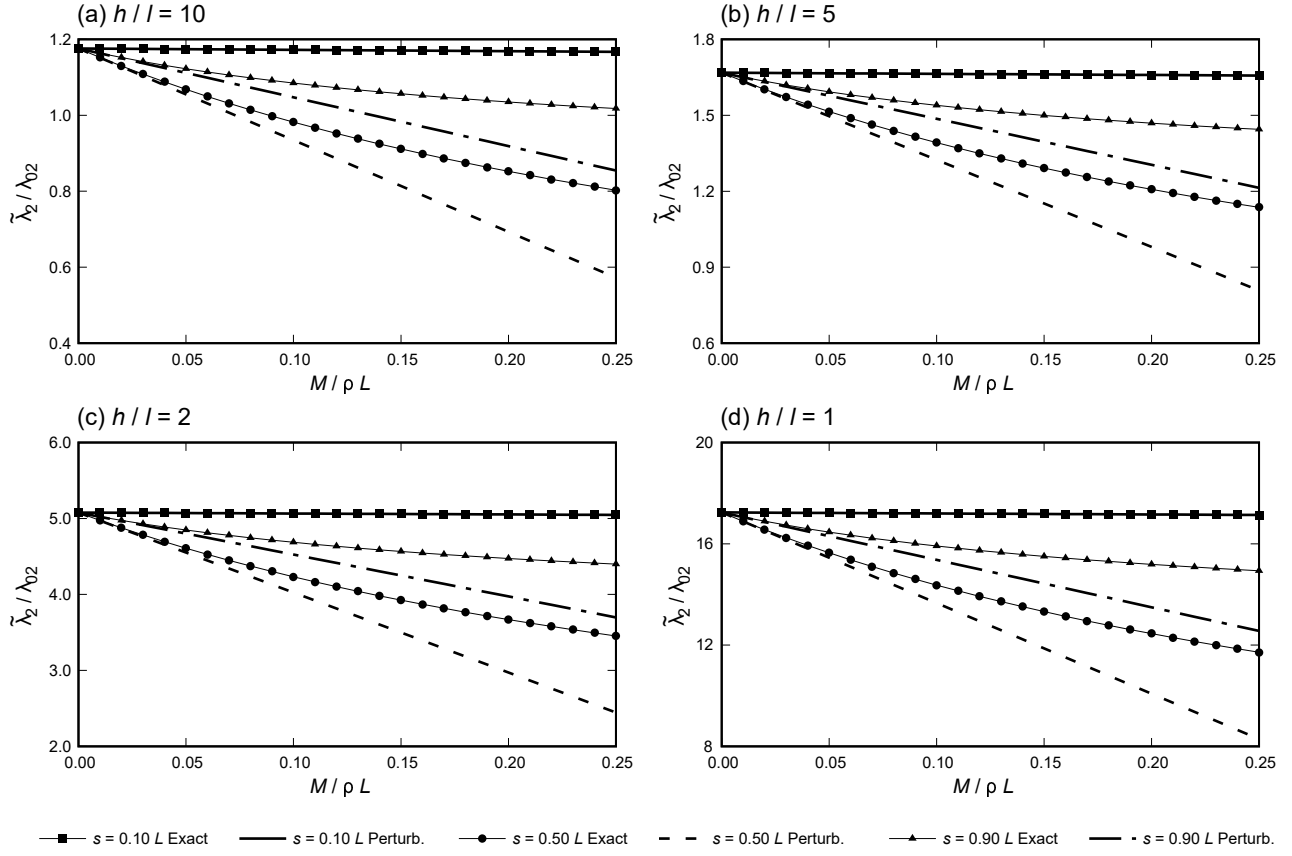 (a) h / l = 10
1.2
1.0
0.8
0.6
0.4
λ̃₂ / λ₀₂
0.00 0.05 0.10 0.15 0.20 0.25
M / ρ L
(b) h / l = 5
1.8
1.5
1.2
0.9
0.6
λ̃₂ / λ₀₂
0.00 0.05 0.10 0.15 0.20 0.25
M / ρ L
(c) h / l = 2
6.0
5.0
4.0
3.0
2.0
λ̃₂ / λ₀₂
0.00 0.05 0.10 0.15 0.20 0.25
M / ρ L
(d) h / l = 1
20
16
12
8
λ̃₂ / λ₀₂
0.00 0.05 0.10 0.15 0.20 0.25
M / ρ L
s = 0.10 L Exact s = 0.10 L Perturb. s = 0.50 L Exact s = 0.50 L Perturb. s = 0.90 L Exact s = 0.90 L Perturb.